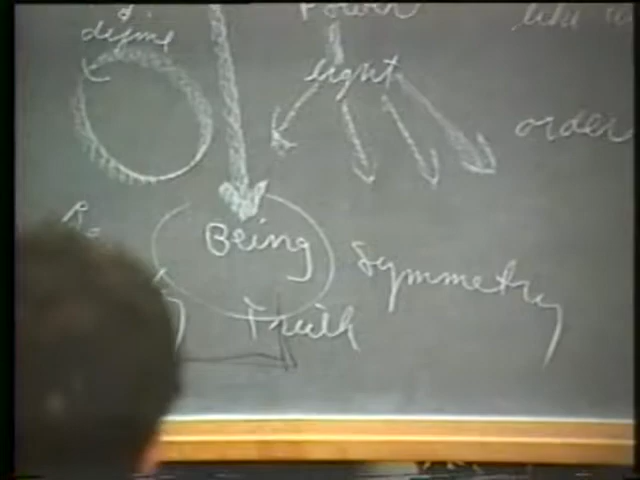 & Power
define
light
order
Being
Symmetry
Truth